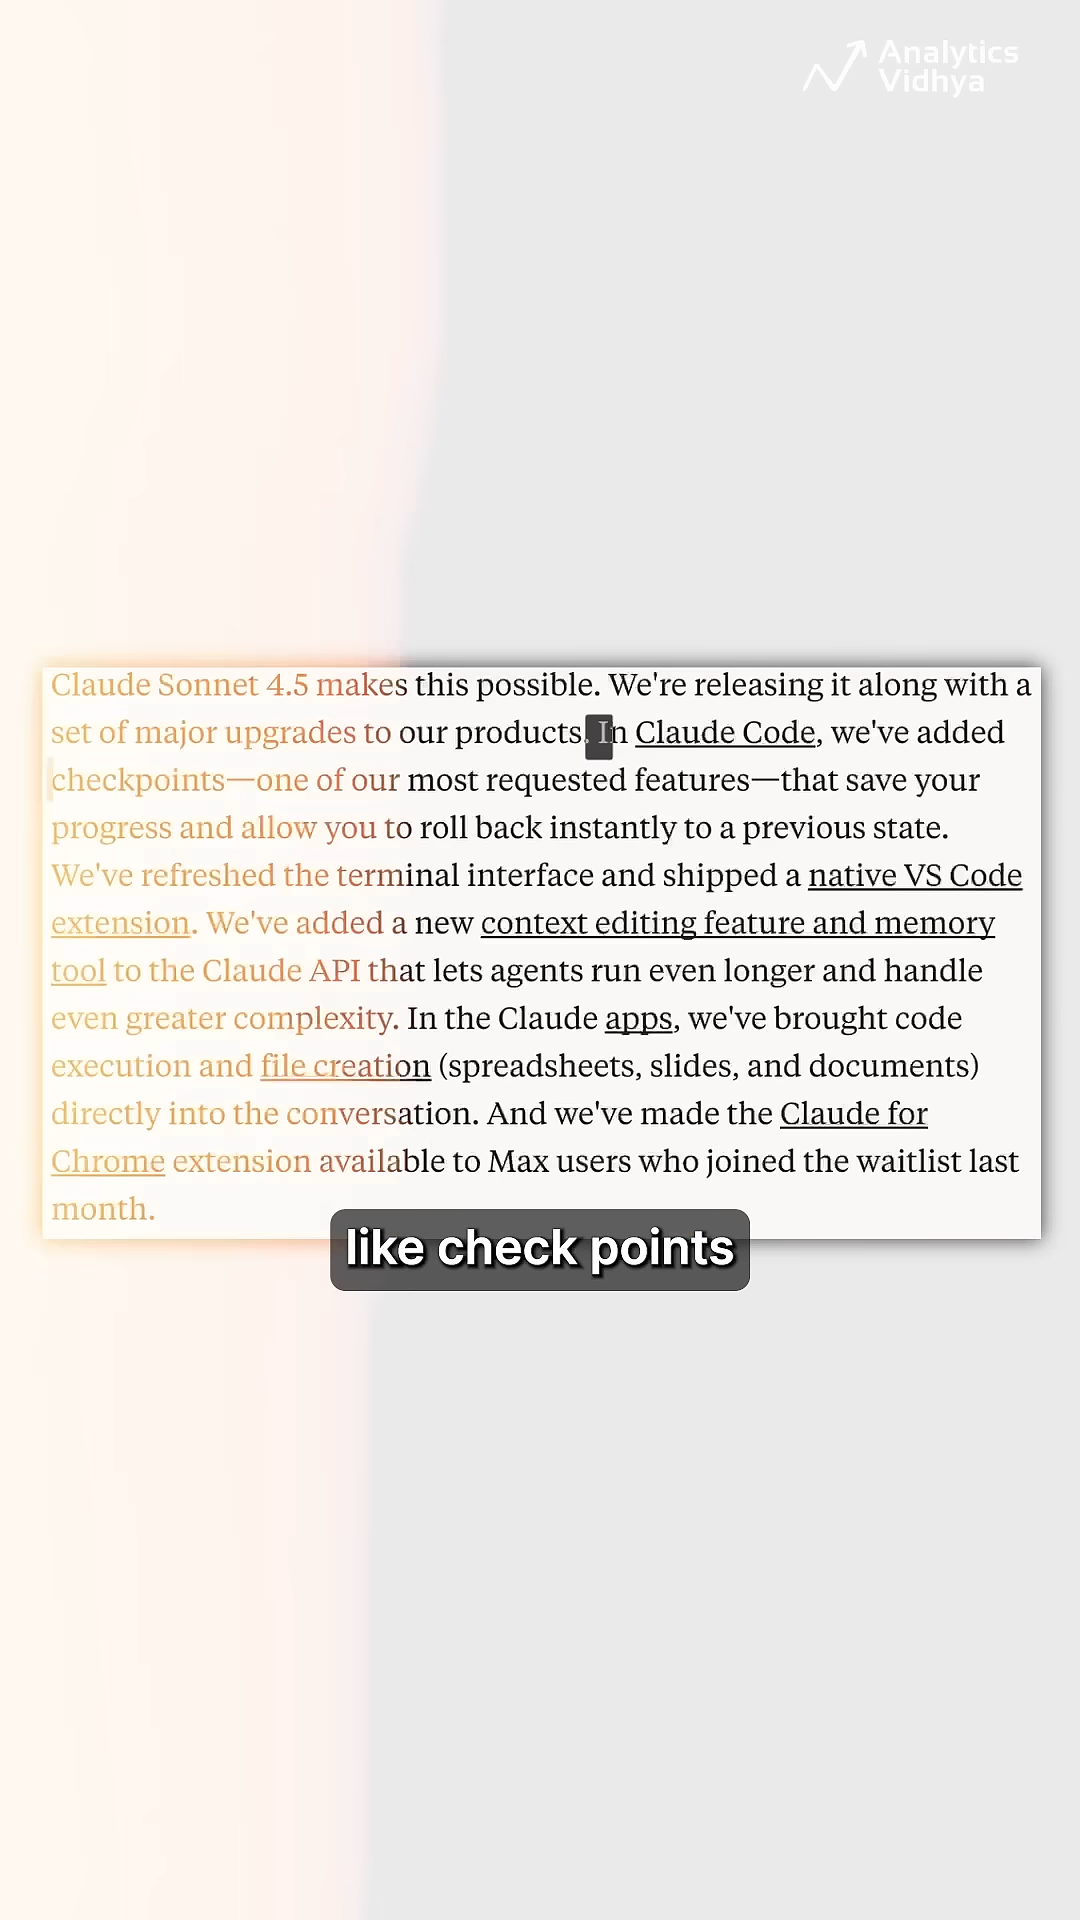 Analytics
Vidhya
Claude Sonnet 4.5 makes this possible. We're releasing it along with a
set of major upgrades to our products. In Claude Code, we've added
checkpoints—one of our most requested features—that save your
progress and allow you to roll back instantly to a previous state.
We've refreshed the terminal interface and shipped a native VS Code
extension. We've added a new context editing feature and memory
tool to the Claude API that lets agents run even longer and handle
even greater complexity. In the Claude apps, we've brought code
execution and file creation (spreadsheets, slides, and documents)
directly into the conversation. And we've made the Claude for
Chrome extension available to Max users who joined the waitlist last
month.
like check points